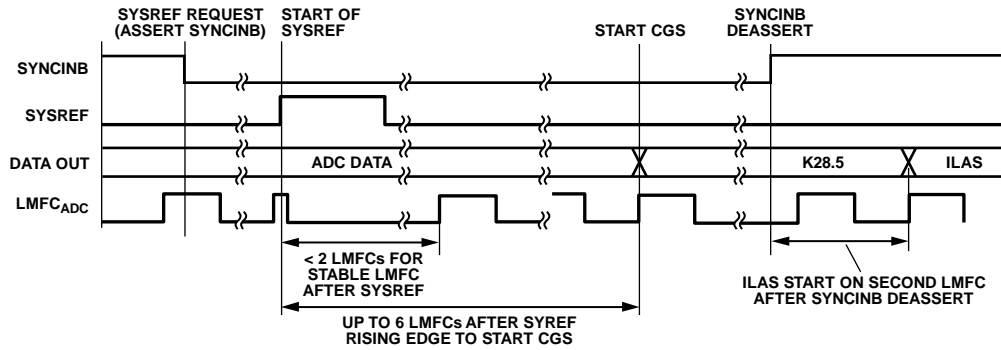 SYSREF REQUEST
(ASSERT SYNCINB)
START OF
SYSREF
START CGS
SYNCINB
DEASSERT
SYNCINB
SYSREF
DATA OUT
ADC DATA
K28.5
ILAS
LMFCADC
< 2 LMFCs FOR
STABLE LMFC
AFTER SYSREF
ILAS START ON SECOND LMFC
AFTER SYNCINB DEASSERT
UP TO 6 LMFCs AFTER SYREF
RISING EDGE TO START CGS